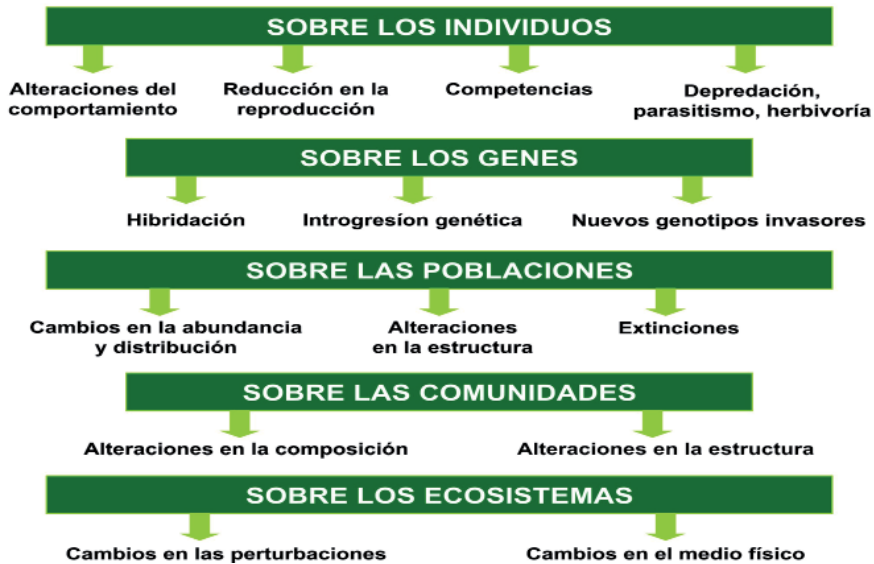 SOBRE LOS INDIVIDUOS
Alteraciones del
comportamiento
Reducción en la
reproducción
Competencias
Depredación,
parasitismo, herbivoría
SOBRE LOS GENES
Hibridación
Introgresíon genética
Nuevos genotipos invasores
SOBRE LAS POBLACIONES
Cambios en la abundancia
y distribución
Alteraciones
en la estructura
Extinciones
SOBRE LAS COMUNIDADES
Alteraciones en la composición
Alteraciones en la estructura
SOBRE LOS ECOSISTEMAS
Cambios en las perturbaciones
Cambios en el medio físico